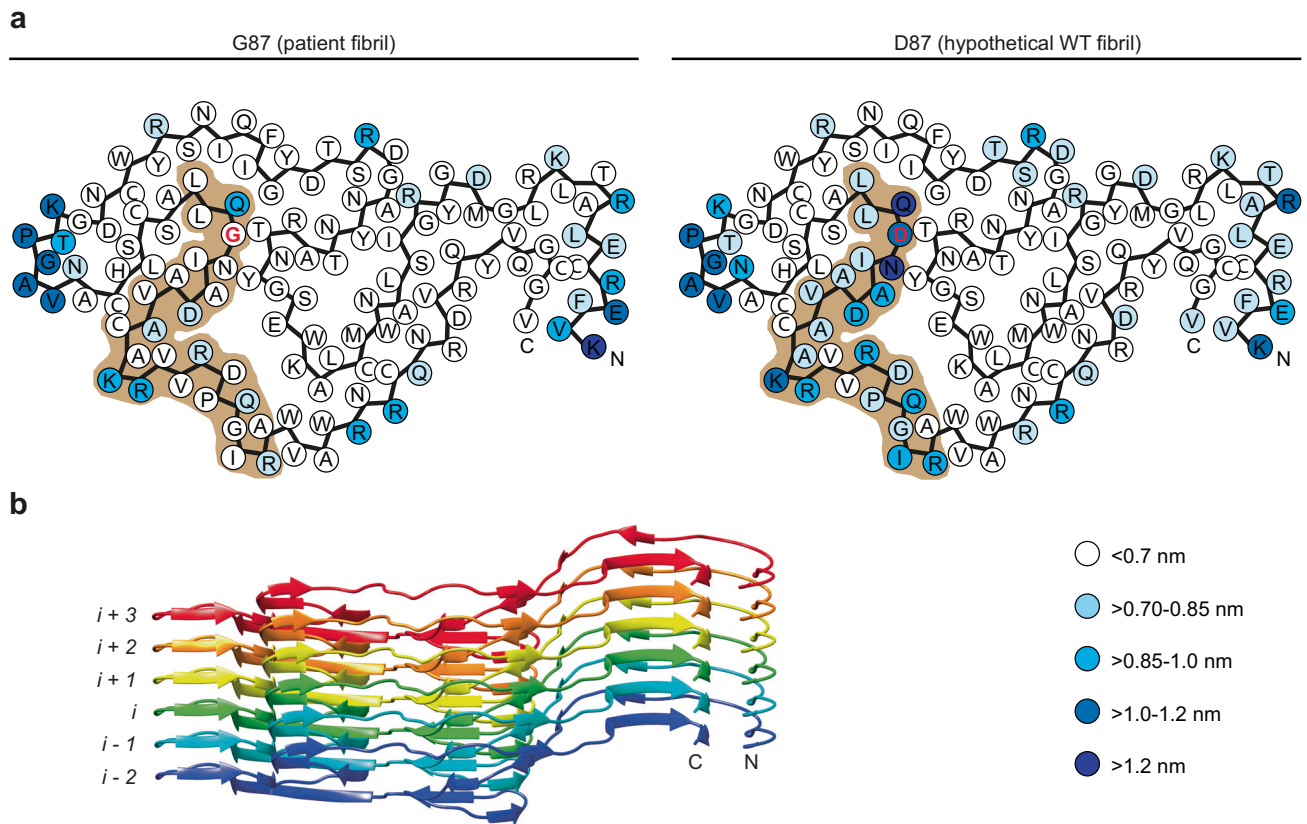 a
G87 (patient fibril)
D87 (hypothetical WT fibril)
K V F E R C E L A R T L K R L G M D G Y R G I S L A N W M C L A K W E S G Y N T R A T N Y N A G D R S T D Y G I F Q I N S R Y W C N D G K T P G A V N A C H L S C S A L L Q G N I A D A V A C A K R V V R D P Q G I R A W V A W R N R C Q N R D V R Q Y V Q G C G V
C
N
K V F E R C E L A R T L K R L G M D G Y R G I S L A N W M C L A K W E S G Y N T R A T N Y N A G D R S T D Y G I F Q I N S R Y W C N D G K T P G A V N A C H L S C S A L L Q D N I A D A V A C A K R V V R D P Q G I R A W V A W R N R C Q N R D V R Q Y V Q G C G V
C
N
b
i + 3
i + 2
i + 1
i
i - 1
i - 2
C N
<0.7 nm
>0.70-0.85 nm
>0.85-1.0 nm
>1.0-1.2 nm
>1.2 nm